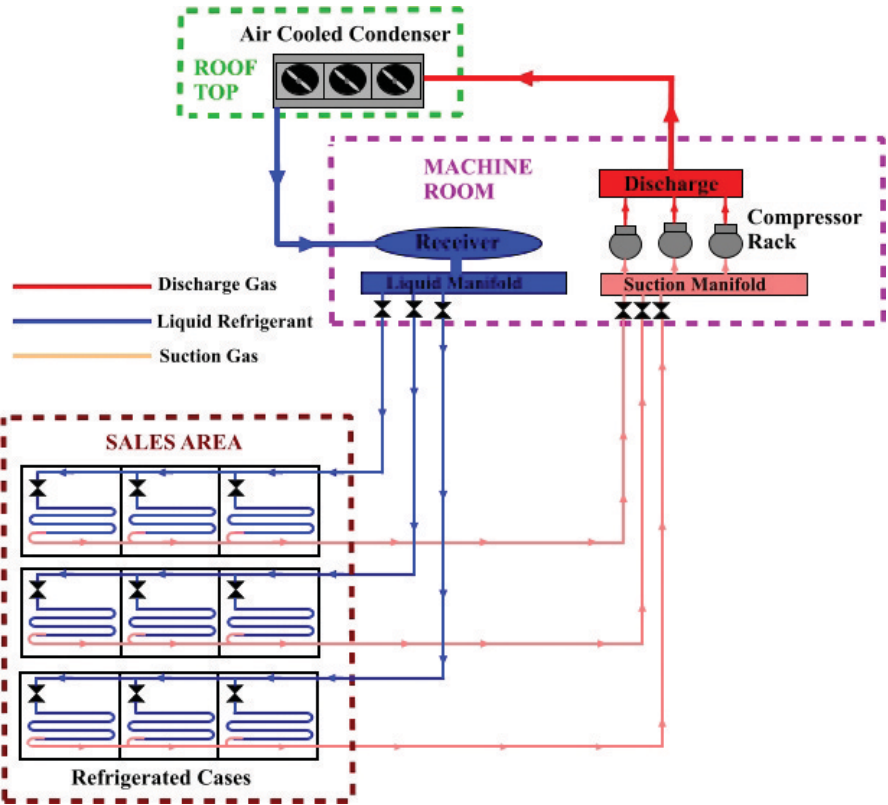 Air Cooled Condenser
ROOF
TOP
MACHINE
ROOM
Discharge
Compressor
Rack
Receiver
Liquid Manifold
Suction Manifold
Discharge Gas
Liquid Refrigerant
Suction Gas
SALES AREA
Refrigerated Cases